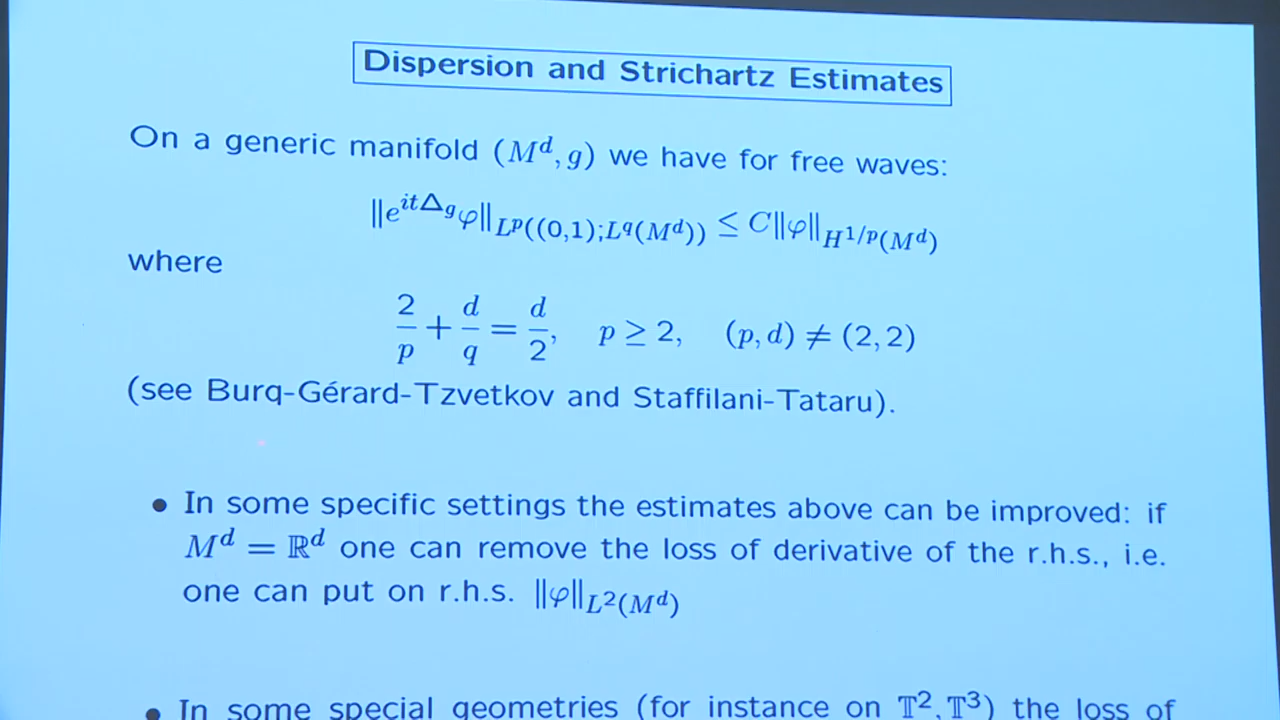 Dispersion and Strichartz Estimates
On a generic manifold (M^d, g) we have for free waves:
‖e^{itΔ_g}φ‖_{L^p((0,1);L^q(M^d))} ≤ C‖φ‖_{H^{1/p}(M^d)}
where
2/p + d/q = d/2, p ≥ 2, (p, d) ≠ (2, 2)
(see Burq-Gérard-Tzvetkov and Staffilani-Tataru).
• In some specific settings the estimates above can be improved: if
M^d = ℝ^d one can remove the loss of derivative of the r.h.s., i.e.
one can put on r.h.s. ‖φ‖_{L^2(M^d)}
• In some special geometries (for instance on 𝕋^2, 𝕋^3) the loss of